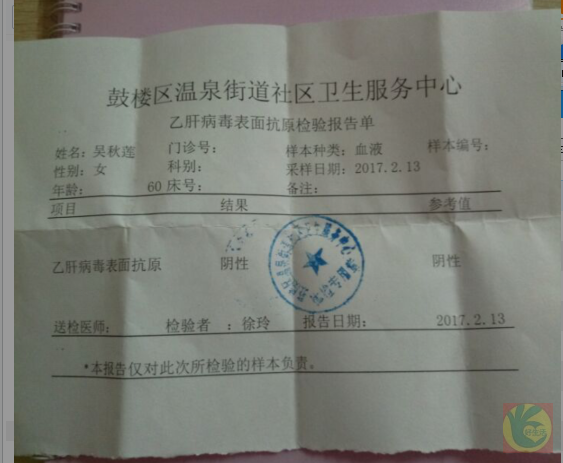 鼓楼区温泉街道社区卫生服务中心
乙肝病毒表面抗原检验报告单
姓名：吴秋莲 门诊号： 样本种类：血液 样本编号：
性别：女 科别： 采样日期：2017.2.13
年龄： 60 床号： 备注：
项目 结果 参考值
乙肝病毒表面抗原 阴性 阴性
送检医师： 检验者 ：徐玲 报告日期： 2017.2.13
*本报告仅对此次所检验的样本负责。